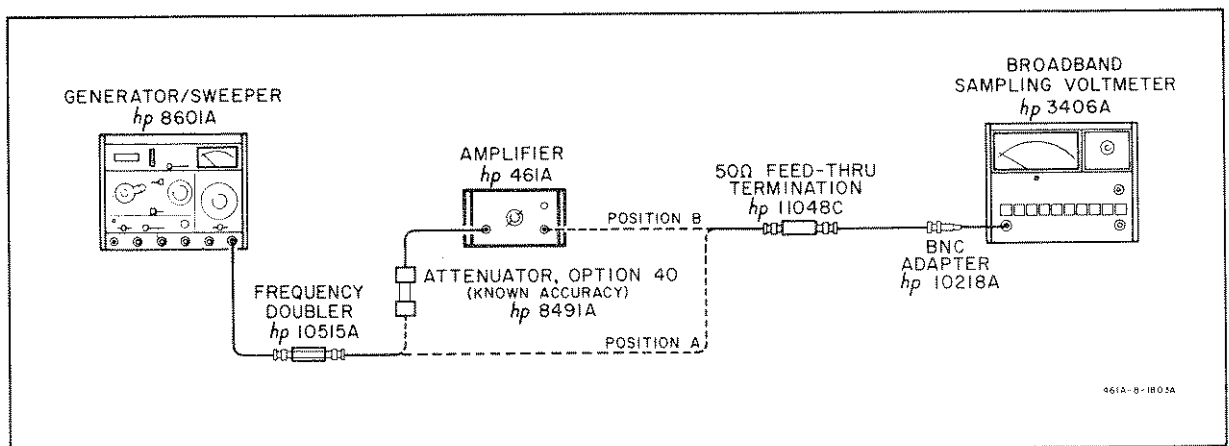 GENERATOR/SWEEPER
hp 8601A
FREQUENCY
DOUBLER
hp 10515A
AMPLIFIER
hp 461A
ATTENUATOR, OPTION 40
(KNOWN ACCURACY)
hp 8491A
POSITION B
POSITION A
50Ω FEED-THRU
TERMINATION
hp 11048C
BROADBAND
SAMPLING VOLTMETER
hp 3406A
BNC
ADAPTER
hp 10218A
461A-B-1803A